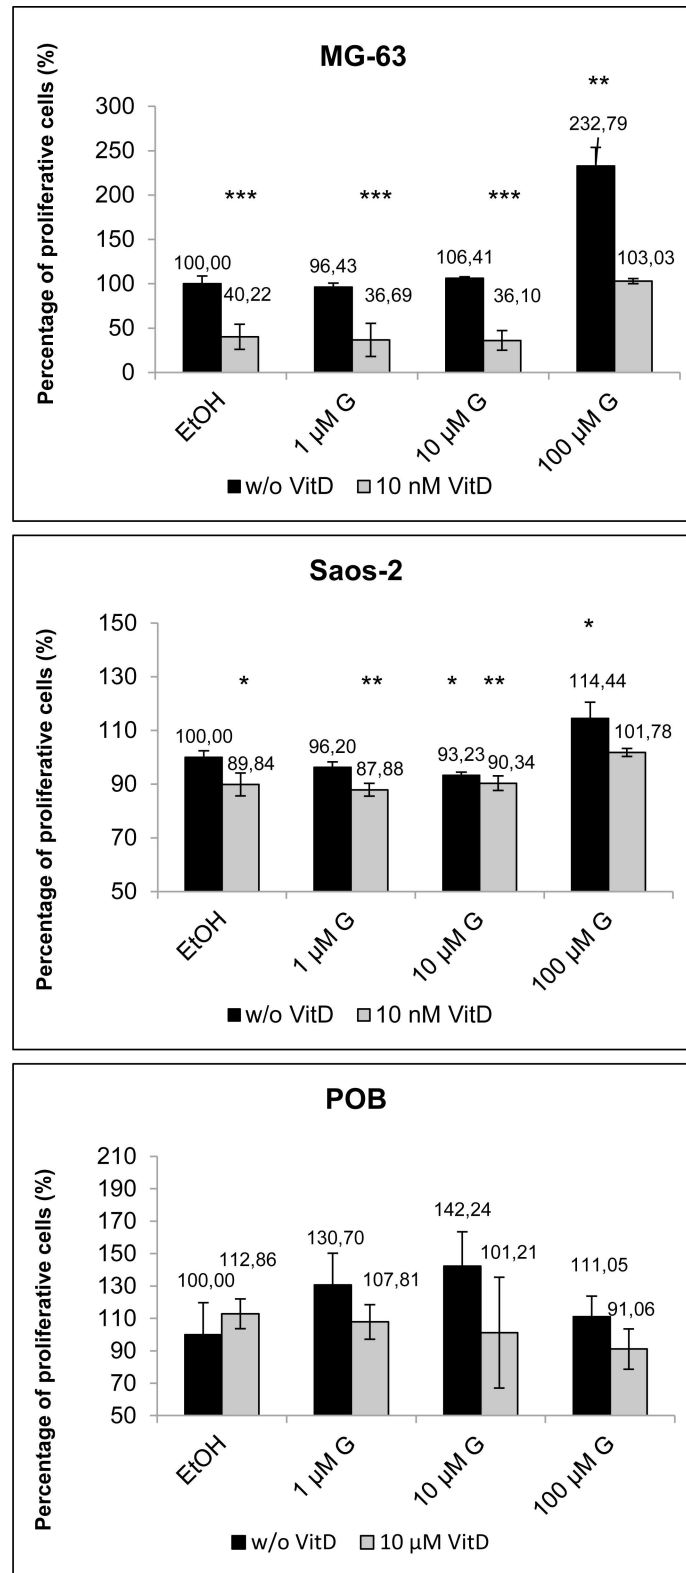 MG-63
Percentage of proliferative cells (%)
**
300
232,79
250
200
*** *** ***
150
100,00 96,43 106,41 103,03
100
40,22 36,69 36,10
50
0
EtOH 1 µM G 10 µM G 100 µM G
w/o VitD 10 nM VitD
Saos-2
Percentage of proliferative cells (%)
150
*
130
* ** * ** 114,44
110
100,00 96,20 93,23 101,78
89,84 87,88 90,34
90
70
50
EtOH 1 µM G 10 µM G 100 µM G
w/o VitD 10 nM VitD
POB
Percentage of proliferative cells (%)
210
190
170
142,24
150
130,70 111,05
112,86 101,21
130
100,00 107,81 91,06
110
90
70
50
EtOH 1 µM G 10 µM G 100 µM G
w/o VitD 10 µM VitD